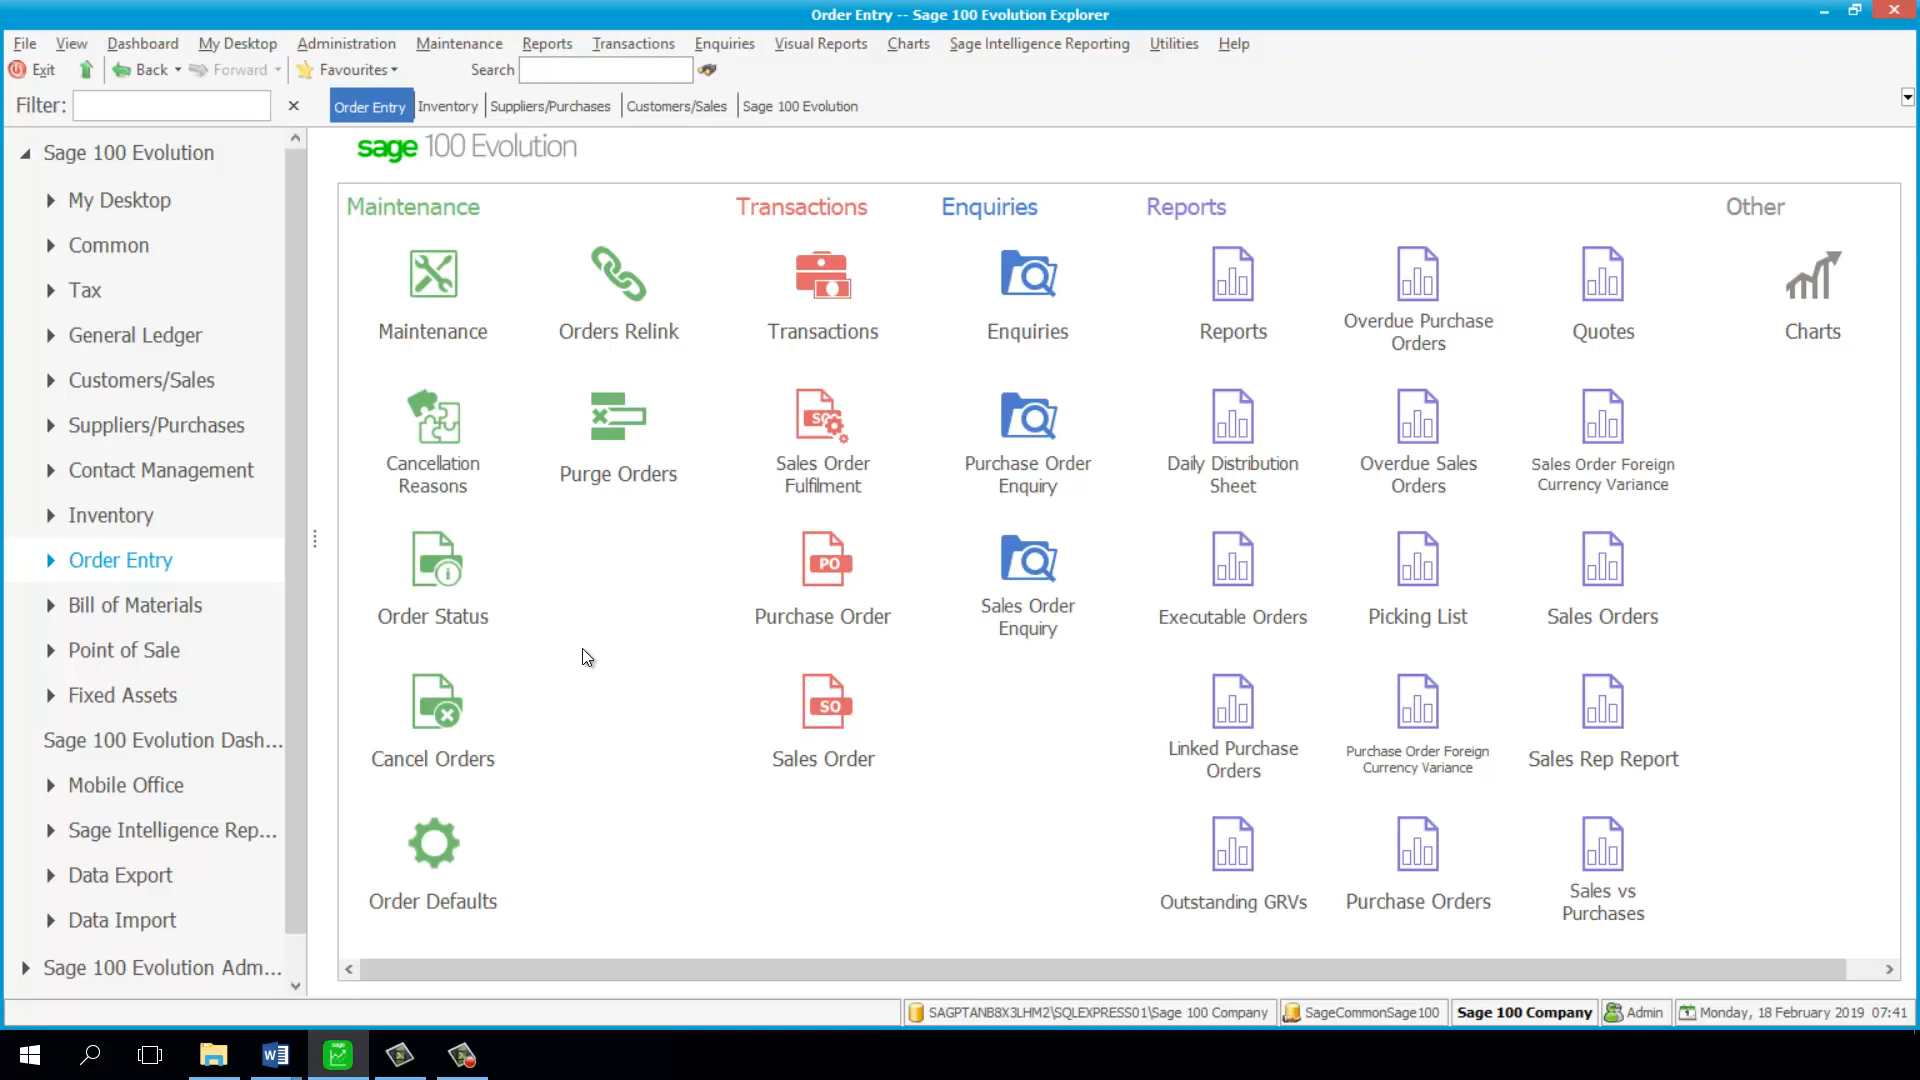 Order Entry -- Sage 100 Evolution Explorer
File View Dashboard My Desktop Administration Maintenance Reports Transactions Enquiries Visual Reports Charts Sage Intelligence Reporting Utilities Help
Exit Back Forward Favourites Search
Filter: Order Entry Inventory Suppliers/Purchases Customers/Sales Sage 100 Evolution
Sage 100 Evolution
My Desktop
Common
Tax
General Ledger
Customers/Sales
Suppliers/Purchases
Contact Management
Inventory
Order Entry
Bill of Materials
Point of Sale
Fixed Assets
Sage 100 Evolution Dash...
Mobile Office
Sage Intelligence Rep...
Data Export
Data Import
Sage 100 Evolution Adm...
sage 100 Evolution
Maintenance Transactions Enquiries Reports Other
Maintenance
Orders Relink
Transactions
Enquiries
Reports
Overdue Purchase
Orders
Quotes
Charts
Cancellation
Reasons
Purge Orders
SO
Sales Order
Fulfilment
Purchase Order
Enquiry
Daily Distribution
Sheet
Overdue Sales
Orders
Sales Order Foreign
Currency Variance
Order Status
PO
Purchase Order
Sales Order
Enquiry
Executable Orders
Picking List
Sales Orders
Cancel Orders
SO
Sales Order
Linked Purchase
Orders
Purchase Order Foreign
Currency Variance
Sales Rep Report
Order Defaults
Outstanding GRVs
Purchase Orders
Sales vs
Purchases
SAGPTANB8X3LHM2\SQLEXPRESS01\Sage 100 Company SageCommonSage100 Sage 100 Company Admin Monday, 18 February 2019 07:41